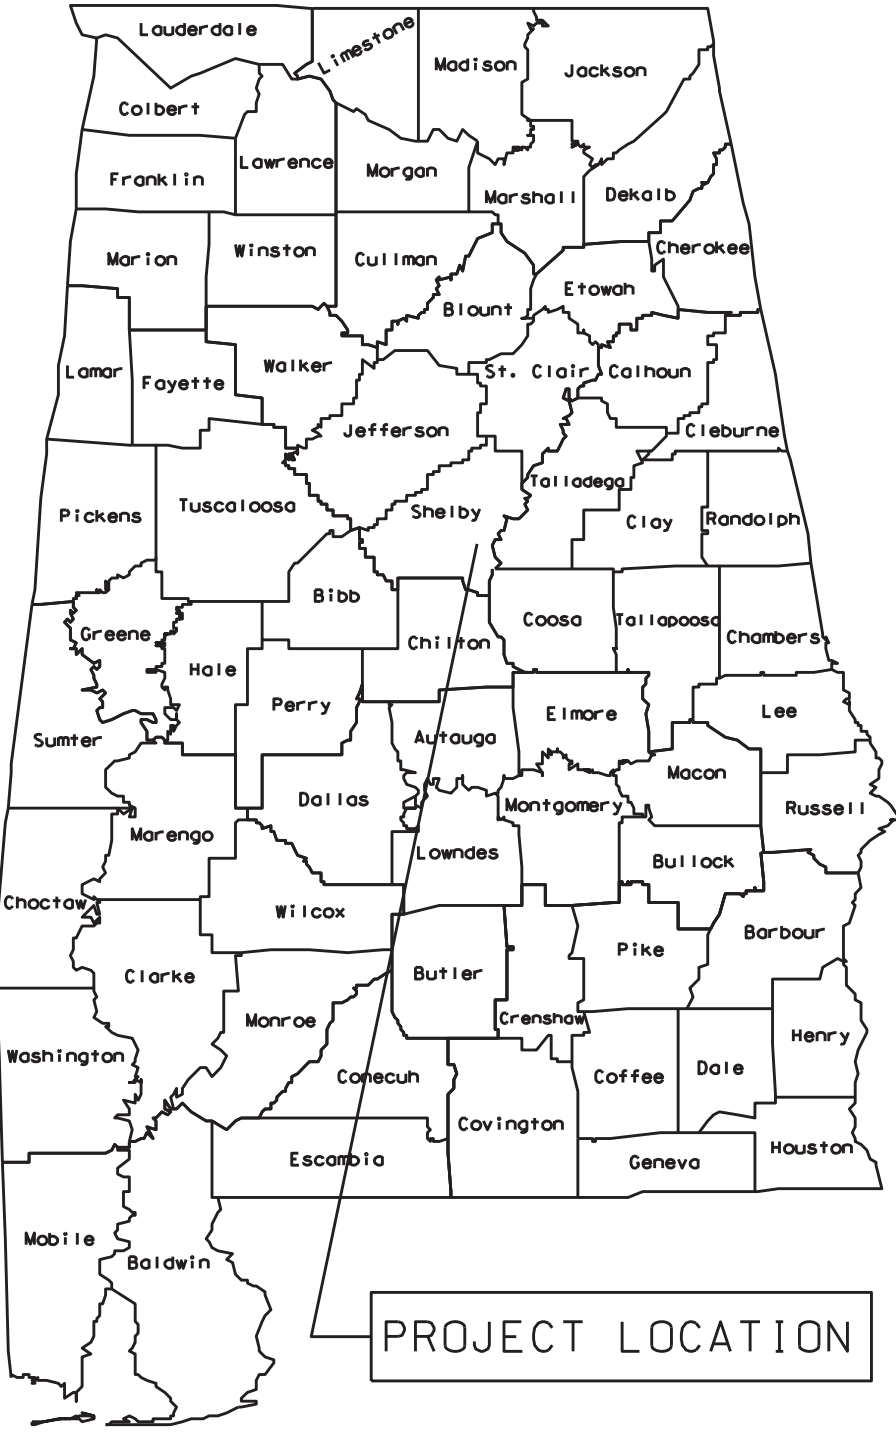 Lauderdale
Limestone
Madison
Jackson
Colbert
Lawrence
Franklin
Morgan
Marshall
Dekalb
Cherokee
Marion
Winston
Cullman
Blount
Etowah
Lamar
Fayette
Walker
St. Clair
Calhoun
Jefferson
Cleburne
Pickens
Tuscaloosa
Shelby
Talladega
Clay
Randolph
Greene
Bibb
Chilton
Coosa
Tallapoosa
Chambers
Hale
Perry
Sumter
Autauga
Elmore
Lee
Dallas
Marengo
Montgomery
Macon
Russell
Lowndes
Bullock
Choctaw
Wilcox
Butler
Pike
Barbour
Clarke
Monroe
Crenshaw
Henry
Washington
Conecuh
Covington
Coffee
Dale
Escambia
Geneva
Houston
Mobile
Baldwin
PROJECT LOCATION